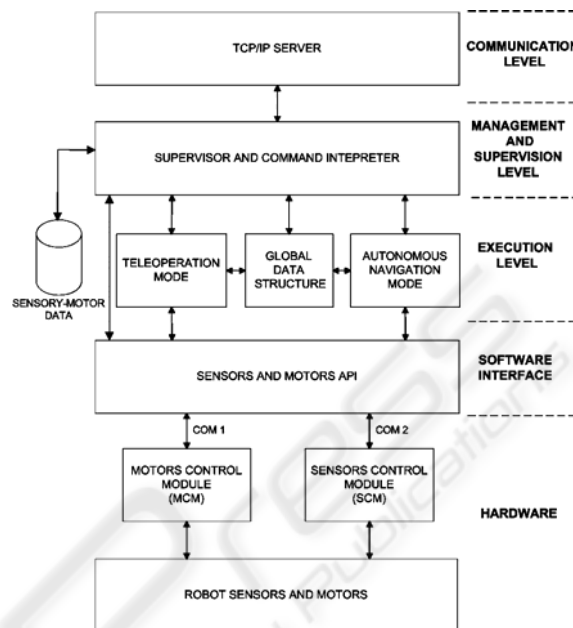 TCP/IP SERVER
COMMUNICATION
LEVEL
SUPERVISOR AND COMMAND INTEPRETER
MANAGEMENT
AND
SUPERVISION
LEVEL
TELEOPERATION
MODE
GLOBAL
DATA
STRUCTURE
AUTONOMOUS
NAVIGATION
MODE
EXECUTION
LEVEL
SENSORY-MOTOR
DATA
SENSORS AND MOTORS API
SOFTWARE
INTERFACE
COM 1
COM 2
MOTORS CONTROL
MODULE
(MCM)
SENSORS CONTROL
MODULE
(SCM)
HARDWARE
ROBOT SENSORS AND MOTORS
Press
Publications